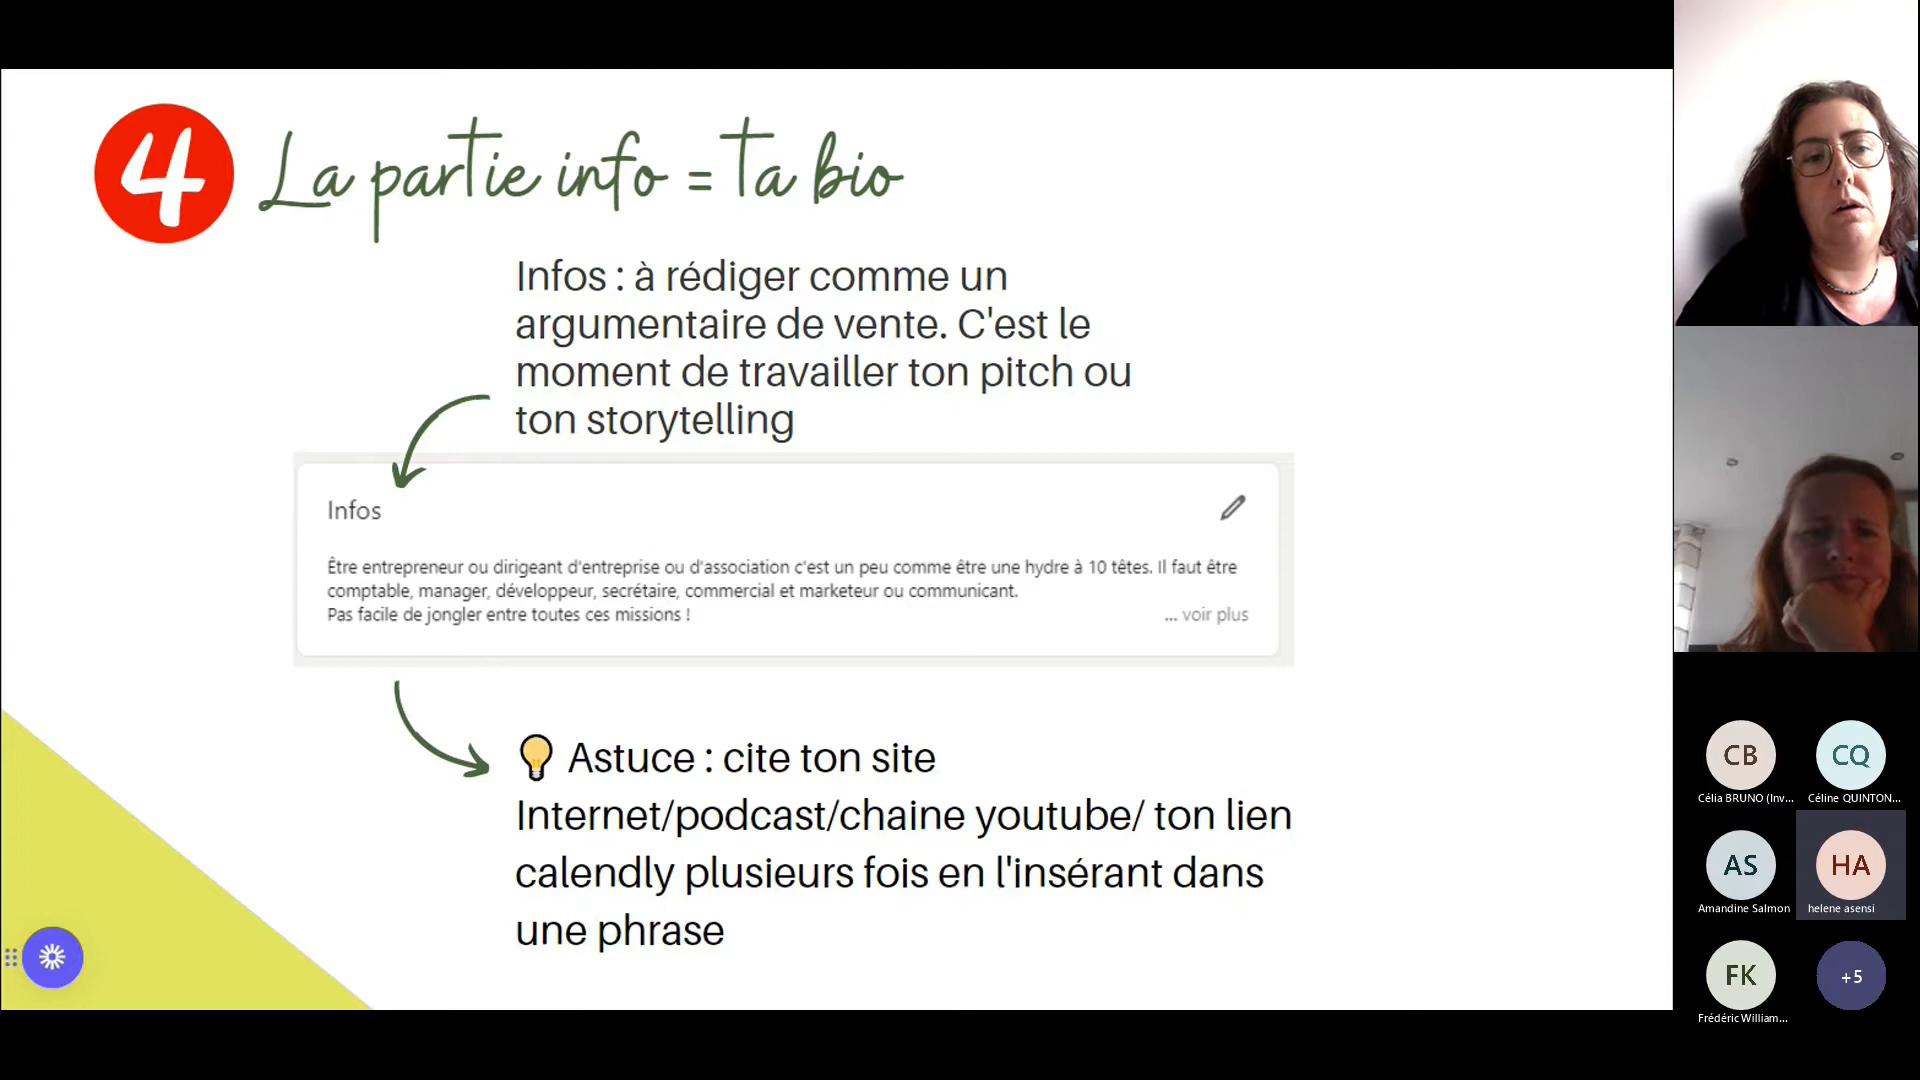 4 La partie info = ta bio
Infos : à rédiger comme un
argumentaire de vente. C'est le
moment de travailler ton pitch ou
ton storytelling
Infos
Être entrepreneur ou dirigeant d'entreprise ou d'association c'est un peu comme être une hydre à 10 têtes. Il faut être
comptable, manager, développeur, secrétaire, commercial et marketeur ou communicant.
Pas facile de jongler entre toutes ces missions !
... voir plus
Astuce : cite ton site
Internet/podcast/chaine youtube/ ton lien
calendly plusieurs fois en l'insérant dans
une phrase
CB
CQ
Célia BRUNO (Inv...
Céline QUINTON...
AS
HA
Amandine Salmon
helene asensi
FK
+5
Frédéric William...